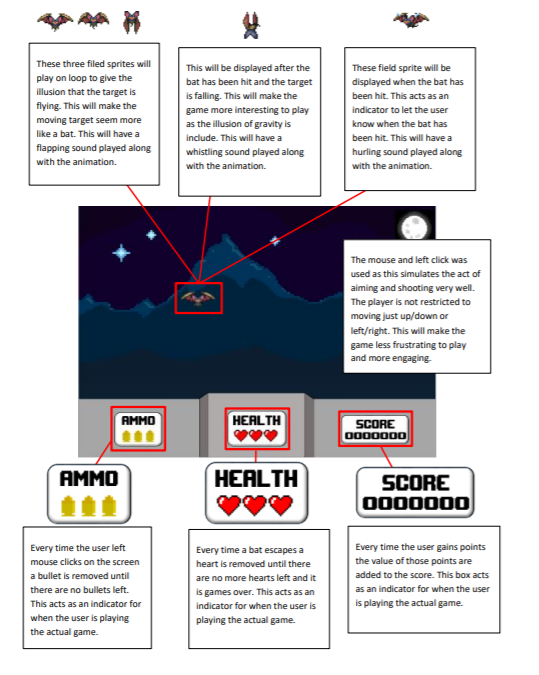 These three filed sprites will
play on loop to give the
illusion that the target is
flying. This will make the
moving target seem more
like a bat. This will have a
flapping sound played along
with the animation.
This will be displayed after the
bat has been hit and the target
is falling. This will make the
game more interesting to play
as the illusion of gravity is
include. This will have a
whistling sound played along
with the animation.
These field sprite will be
displayed when the bat has
been hit. This acts as an
indicator to let the user
know when the bat has
been hit. This will have a
hurling sound played along
with the animation.
The mouse and left click was
used as this simulates the act of
aiming and shooting very well.
The player is not restricted to
moving just up/down or
left/right. This will make the
game less frustrating to play
and more engaging.
AMMO
HEALTH
SCORE
0000000
AMMO
HEALTH
SCORE
0000000
Every time the user left
mouse clicks on the screen
a bullet is removed until
there are no bullets left.
This acts as an indicator for
when the user is playing
the actual game.
Every time a bat escapes a
heart is removed until there
are no more hearts left and it
is games over. This acts as an
indicator for when the user is
playing the actual game.
Every time the user gains points
the value of those points are
added to the score. This box acts
as an indicator for when the user
is playing the actual game.